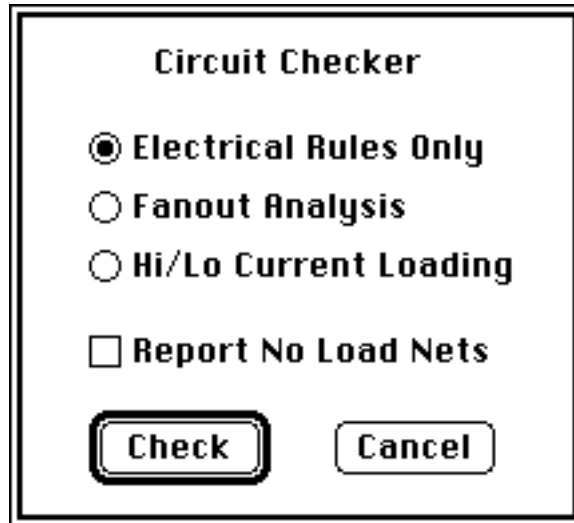 Circuit Checker
Electrical Rules Only
Fanout Analysis
Hi/Lo Current Loading
Report No Load Nets
Check Cancel